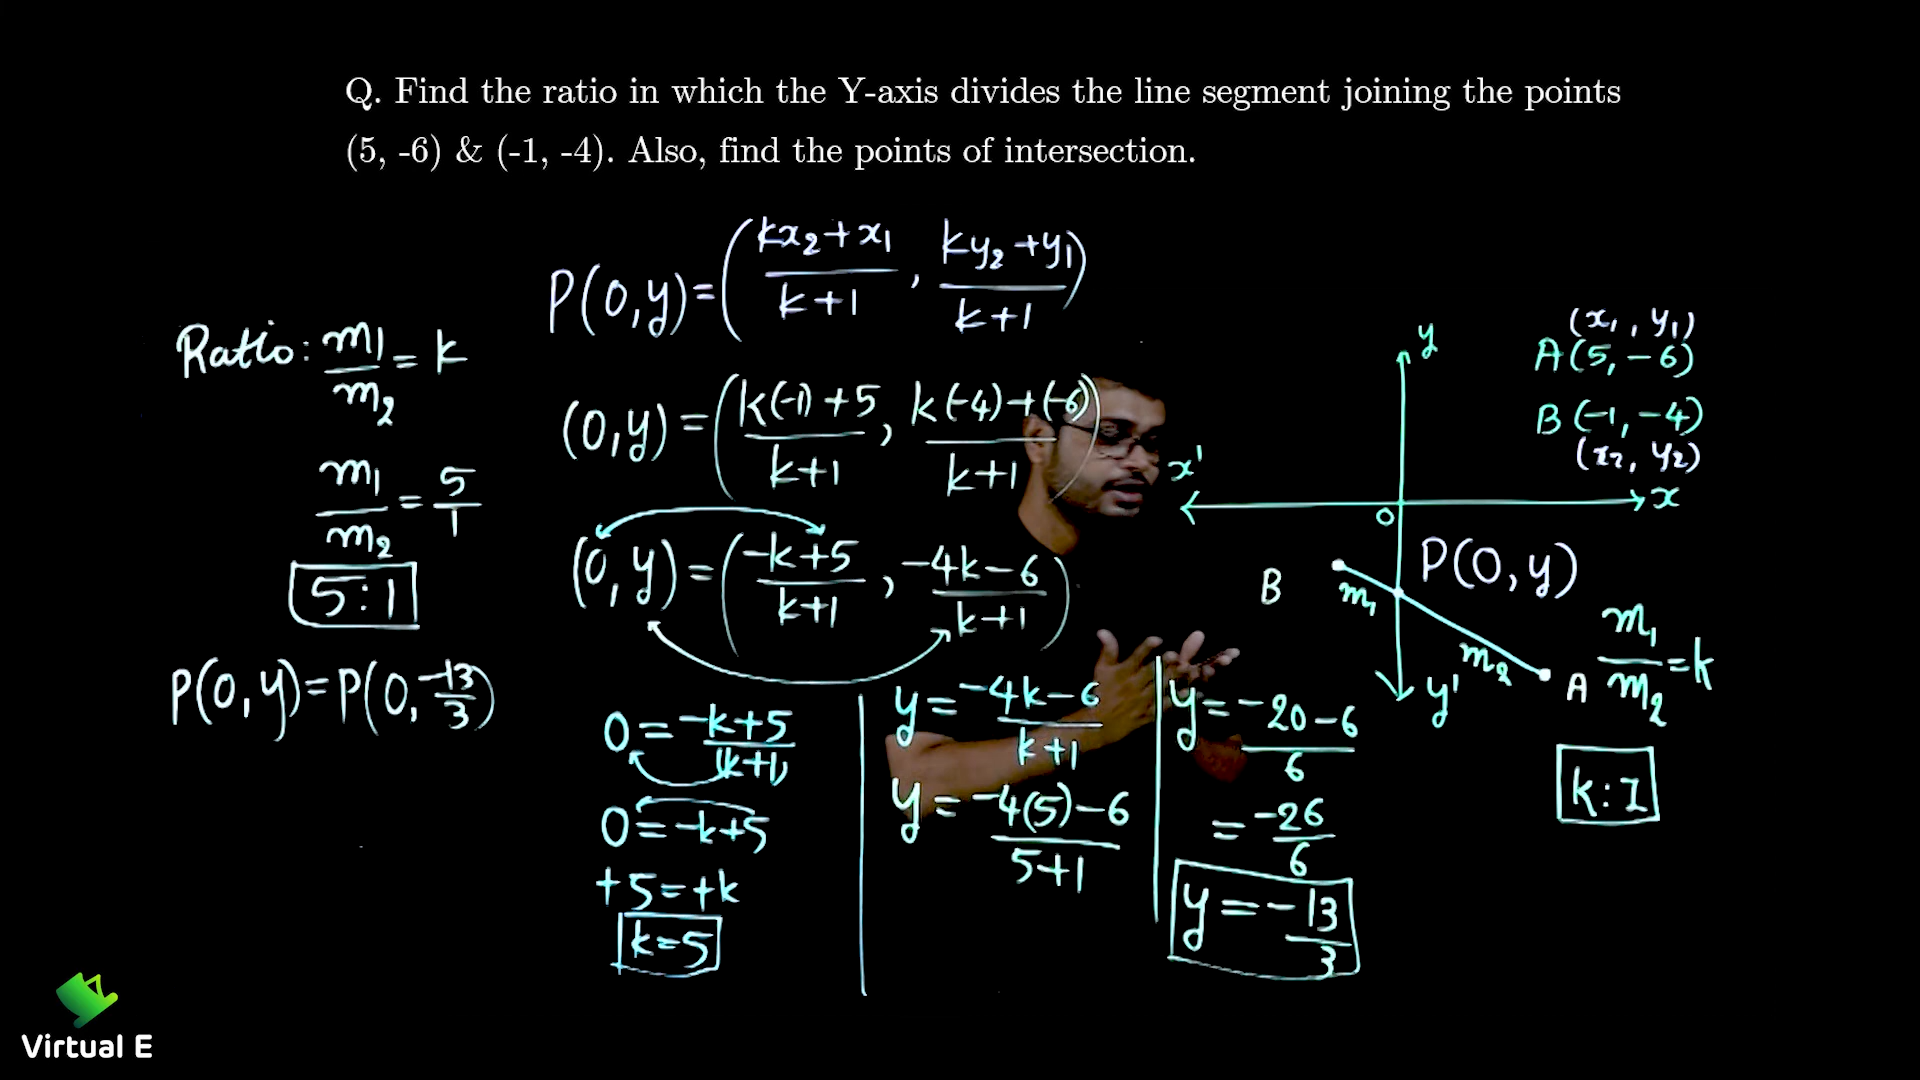 Q. Find the ratio in which the Y-axis divides the line segment joining the points
(5, -6) & (-1, -4). Also, find the points of intersection.
Ratio: m1/m2 = k
m1/m2 = 5/1
5:1
P(0,y)=P(0, -13/3)
P(0,y)=((kx2+x1)/(k+1), (ky2+y1)/(k+1))
(0,y)=((k(-1)+5)/(k+1), (k(-4)+(-6))/(k+1))
(0,y)=((-k+5)/(k+1), (-4k-6)/(k+1))
0=(-k+5)/(k+1)
0=-k+5
+5=+k
k=5
y=(-4k-6)/(k+1)
y=(-4(5)-6)/(5+1)
y=(-20-6)/6
=-26/6
y=-13/3
(x1, y1)
A(5,-6)
B(-1,-4)
(x2, y2)
y
x'
x
0
P(0,y)
B
m1
m2
A
y'
m1/m2=k
k:1
Virtual E